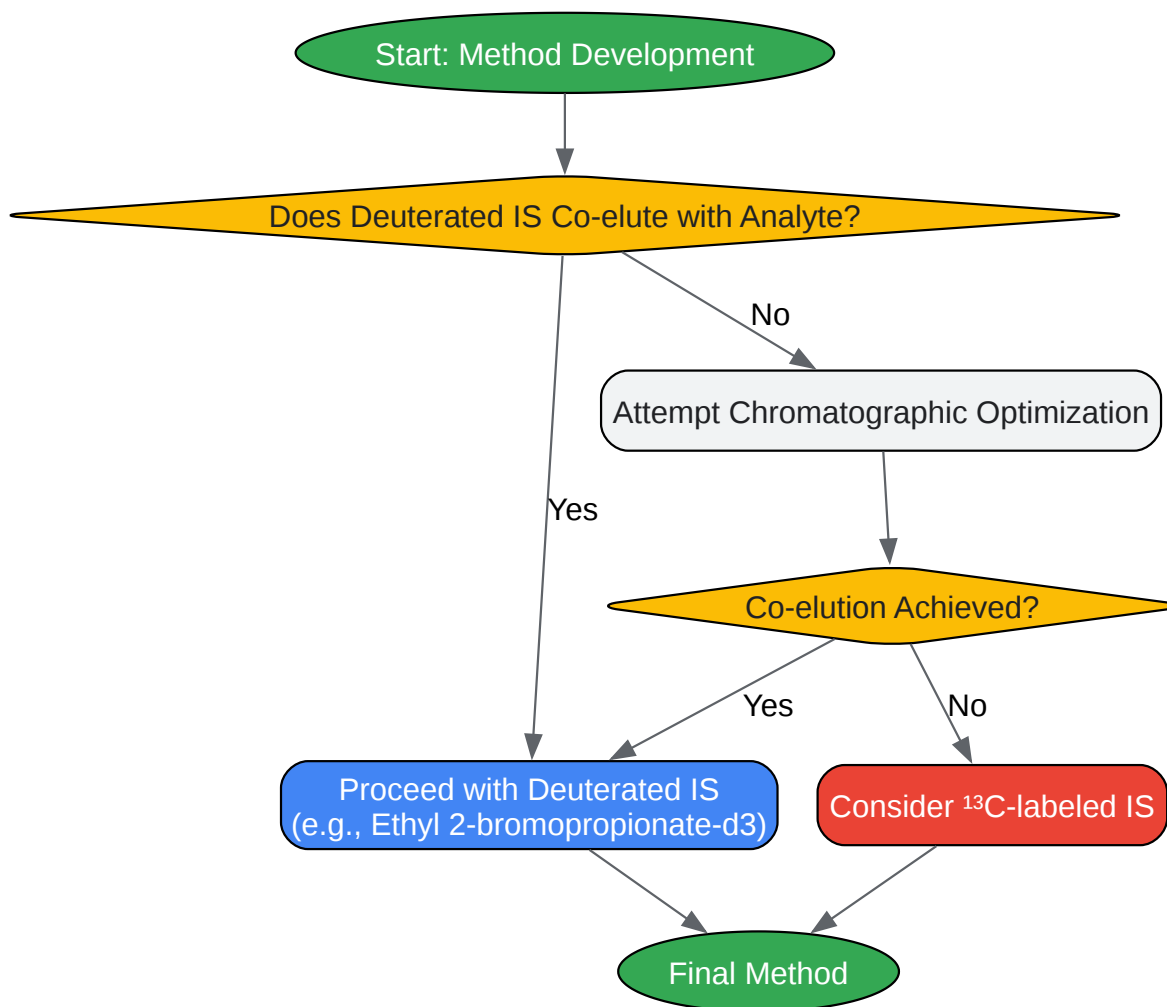 Start: Method Development
Does Deuterated IS Co-elute with Analyte?
No
Attempt Chromatographic Optimization
Yes
Co-elution Achieved?
Yes
No
Proceed with Deuterated IS
(e.g., Ethyl 2-bromopropionate-d3)
Consider ¹³C-labeled IS
Final Method